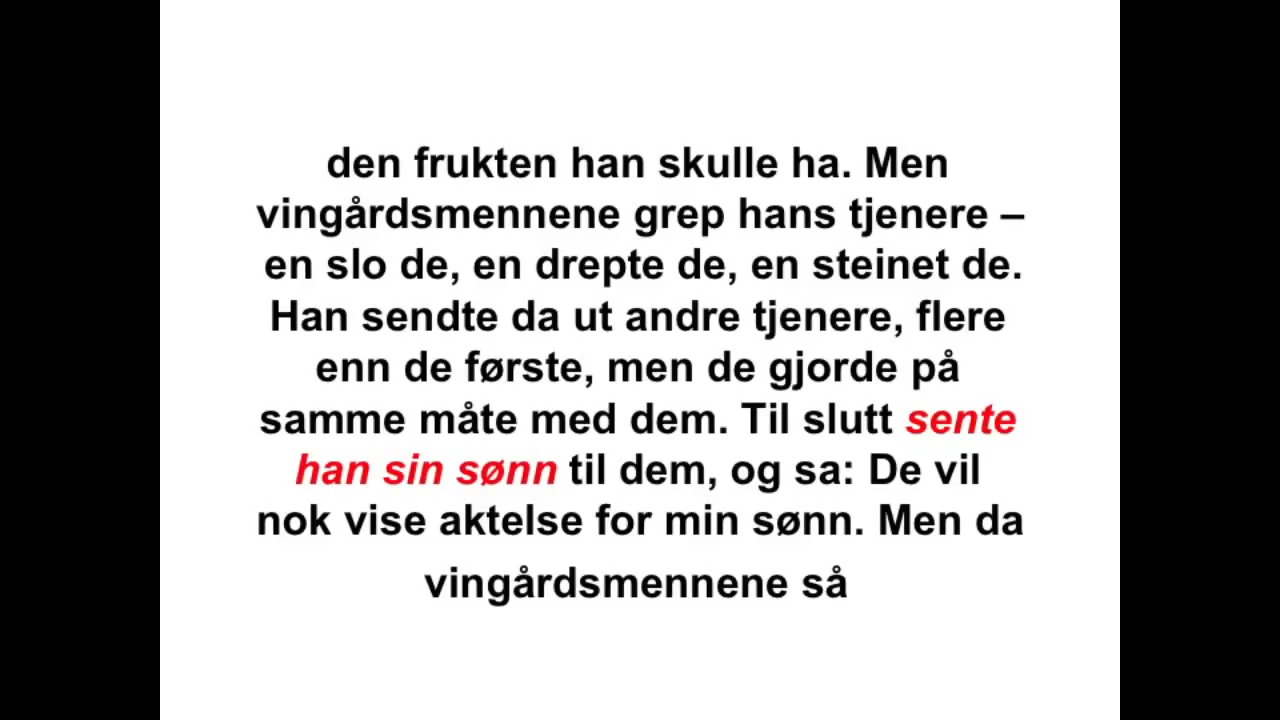 den frukten han skulle ha. Men
vingårdsmennene grep hans tjenere –
en slo de, en drepte de, en steinet de.
Han sendte da ut andre tjenere, flere
enn de første, men de gjorde på
samme måte med dem. Til slutt sente
han sin sønn til dem, og sa: De vil
nok vise aktelse for min sønn. Men da
vingårdsmennene så